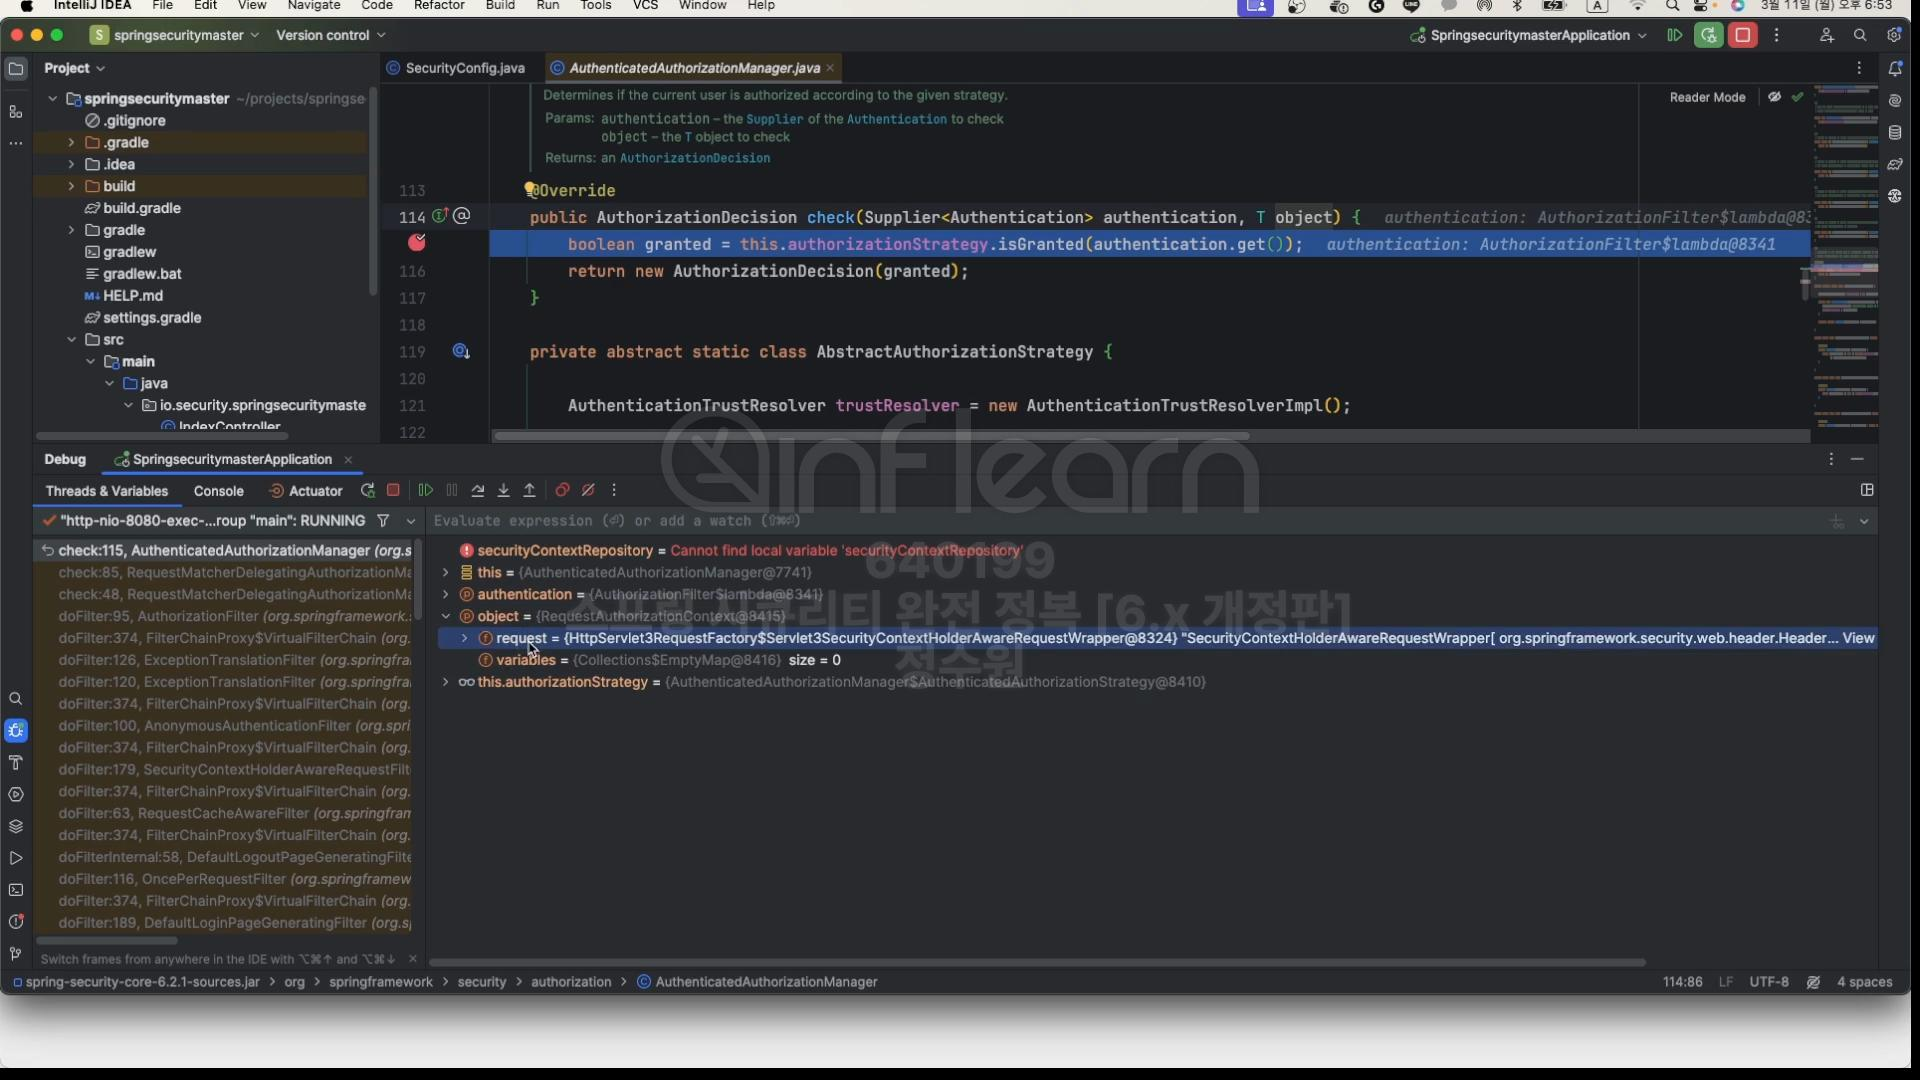 IntelliJ IDEA File Edit View Navigate Code Refactor Build Run Tools VCS Window Help
A
3월 11일 (월) 오후 6:53
S springsecuritymaster Version control
SpringsecuritymasterApplication
Project
SecurityConfig.java AuthenticatedAuthorizationManager.java
springsecuritymaster ~/projects/springse
.gitignore
.gradle
.idea
build
build.gradle
gradle
gradlew
gradlew.bat
M↓ HELP.md
settings.gradle
src
main
java
io.security.springsecuritymaste
IndexController
Reader Mode
Determines if the current user is authorized according to the given strategy.
Params: authentication – the Supplier of the Authentication to check
object – the T object to check
Returns: an AuthorizationDecision
113 @Override
114 public AuthorizationDecision check(Supplier<Authentication> authentication, T object) { authentication: AuthorizationFilter$lambda@83
boolean granted = this.authorizationStrategy.isGranted(authentication.get()); authentication: AuthorizationFilter$lambda@8341
116 return new AuthorizationDecision(granted);
117 }
118
119 private abstract static class AbstractAuthorizationStrategy {
120
121 AuthenticationTrustResolver trustResolver = new AuthenticationTrustResolverImpl();
122
inflearn
640199
스프링 시큐리티 완전 정복 [6.x 개정판]
정수원
Debug SpringsecuritymasterApplication
Threads & Variables Console Actuator
"http-nio-8080-exec-...roup "main": RUNNING
Evaluate expression (⏎) or add a watch (⇧⌘⏎)
check:115, AuthenticatedAuthorizationManager (org.s
check:85, RequestMatcherDelegatingAuthorizationMa
check:48, RequestMatcherDelegatingAuthorizationMa
doFilter:95, AuthorizationFilter (org.springframework.
doFilter:374, FilterChainProxy$VirtualFilterChain (org.
doFilter:126, ExceptionTranslationFilter (org.springfra
doFilter:120, ExceptionTranslationFilter (org.springfra
doFilter:374, FilterChainProxy$VirtualFilterChain (org.
doFilter:100, AnonymousAuthenticationFilter (org.spri
doFilter:374, FilterChainProxy$VirtualFilterChain (org.
doFilter:179, SecurityContextHolderAwareRequestFilt
doFilter:374, FilterChainProxy$VirtualFilterChain (org.
doFilter:63, RequestCacheAwareFilter (org.springfram
doFilter:374, FilterChainProxy$VirtualFilterChain (org.
doFilterInternal:58, DefaultLogoutPageGeneratingFilte
doFilter:116, OncePerRequestFilter (org.springframew
doFilter:374, FilterChainProxy$VirtualFilterChain (org.
doFilter:189, DefaultLoginPageGeneratingFilter (org.s
Switch frames from anywhere in the IDE with ⌥⌘↑ and ⌥⌘↓
securityContextRepository = Cannot find local variable 'securityContextRepository'
this = {AuthenticatedAuthorizationManager@7741}
authentication = {AuthorizationFilter$lambda@8341}
object = {RequestAuthorizationContext@8415}
request = {HttpServlet3RequestFactory$Servlet3SecurityContextHolderAwareRequestWrapper@8324} "SecurityContextHolderAwareRequestWrapper[ org.springframework.security.web.header.Header... View
variables = {Collections$EmptyMap@8416} size = 0
this.authorizationStrategy = {AuthenticatedAuthorizationManager$AuthenticatedAuthorizationStrategy@8410}
spring-security-core-6.2.1-sources.jar > org > springframework > security > authorization > AuthenticatedAuthorizationManager
114:86 LF UTF-8 4 spaces